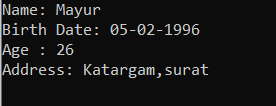 Name: Mayur
Birth Date: 05-02-1996
Age : 26
Address: Katargam,surat